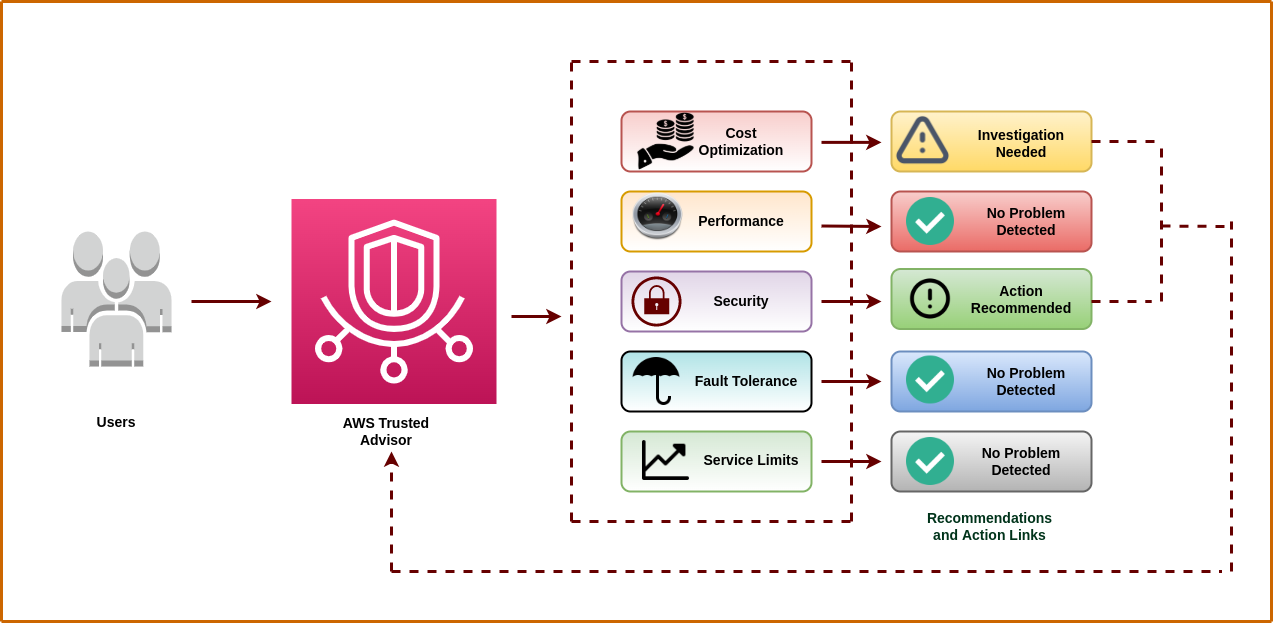 Users
AWS Trusted
Advisor
Cost
Optimization
Performance
Security
Fault Tolerance
Service Limits
Investigation
Needed
No Problem
Detected
Action
Recommended
No Problem
Detected
No Problem
Detected
Recommendations
and Action Links